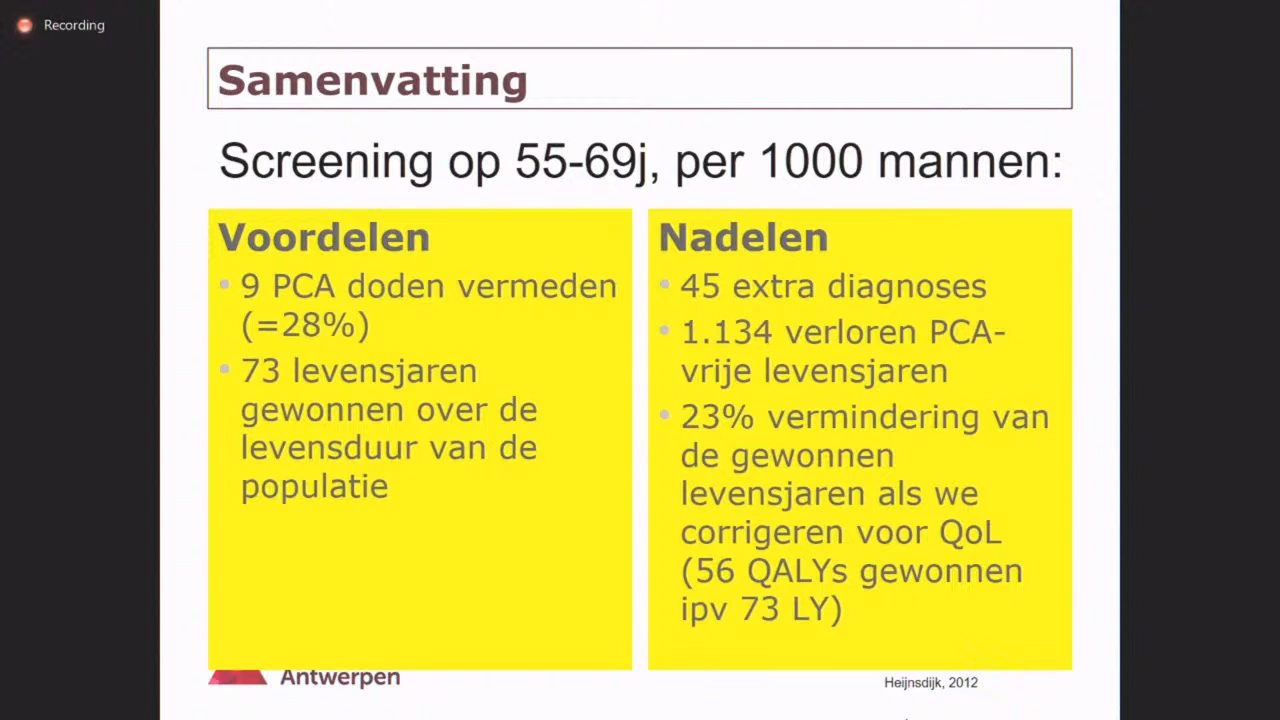 Recording
Samenvatting
Screening op 55-69j, per 1000 mannen:
Voordelen
• 9 PCA doden vermeden
(=28%)
• 73 levensjaren
gewonnen over de
levensduur van de
populatie
Nadelen
• 45 extra diagnoses
• 1.134 verloren PCA-
vrije levensjaren
• 23% vermindering van
de gewonnen
levensjaren als we
corrigeren voor QoL
(56 QALYs gewonnen
ipv 73 LY)
Antwerpen
Heijnsdijk, 2012